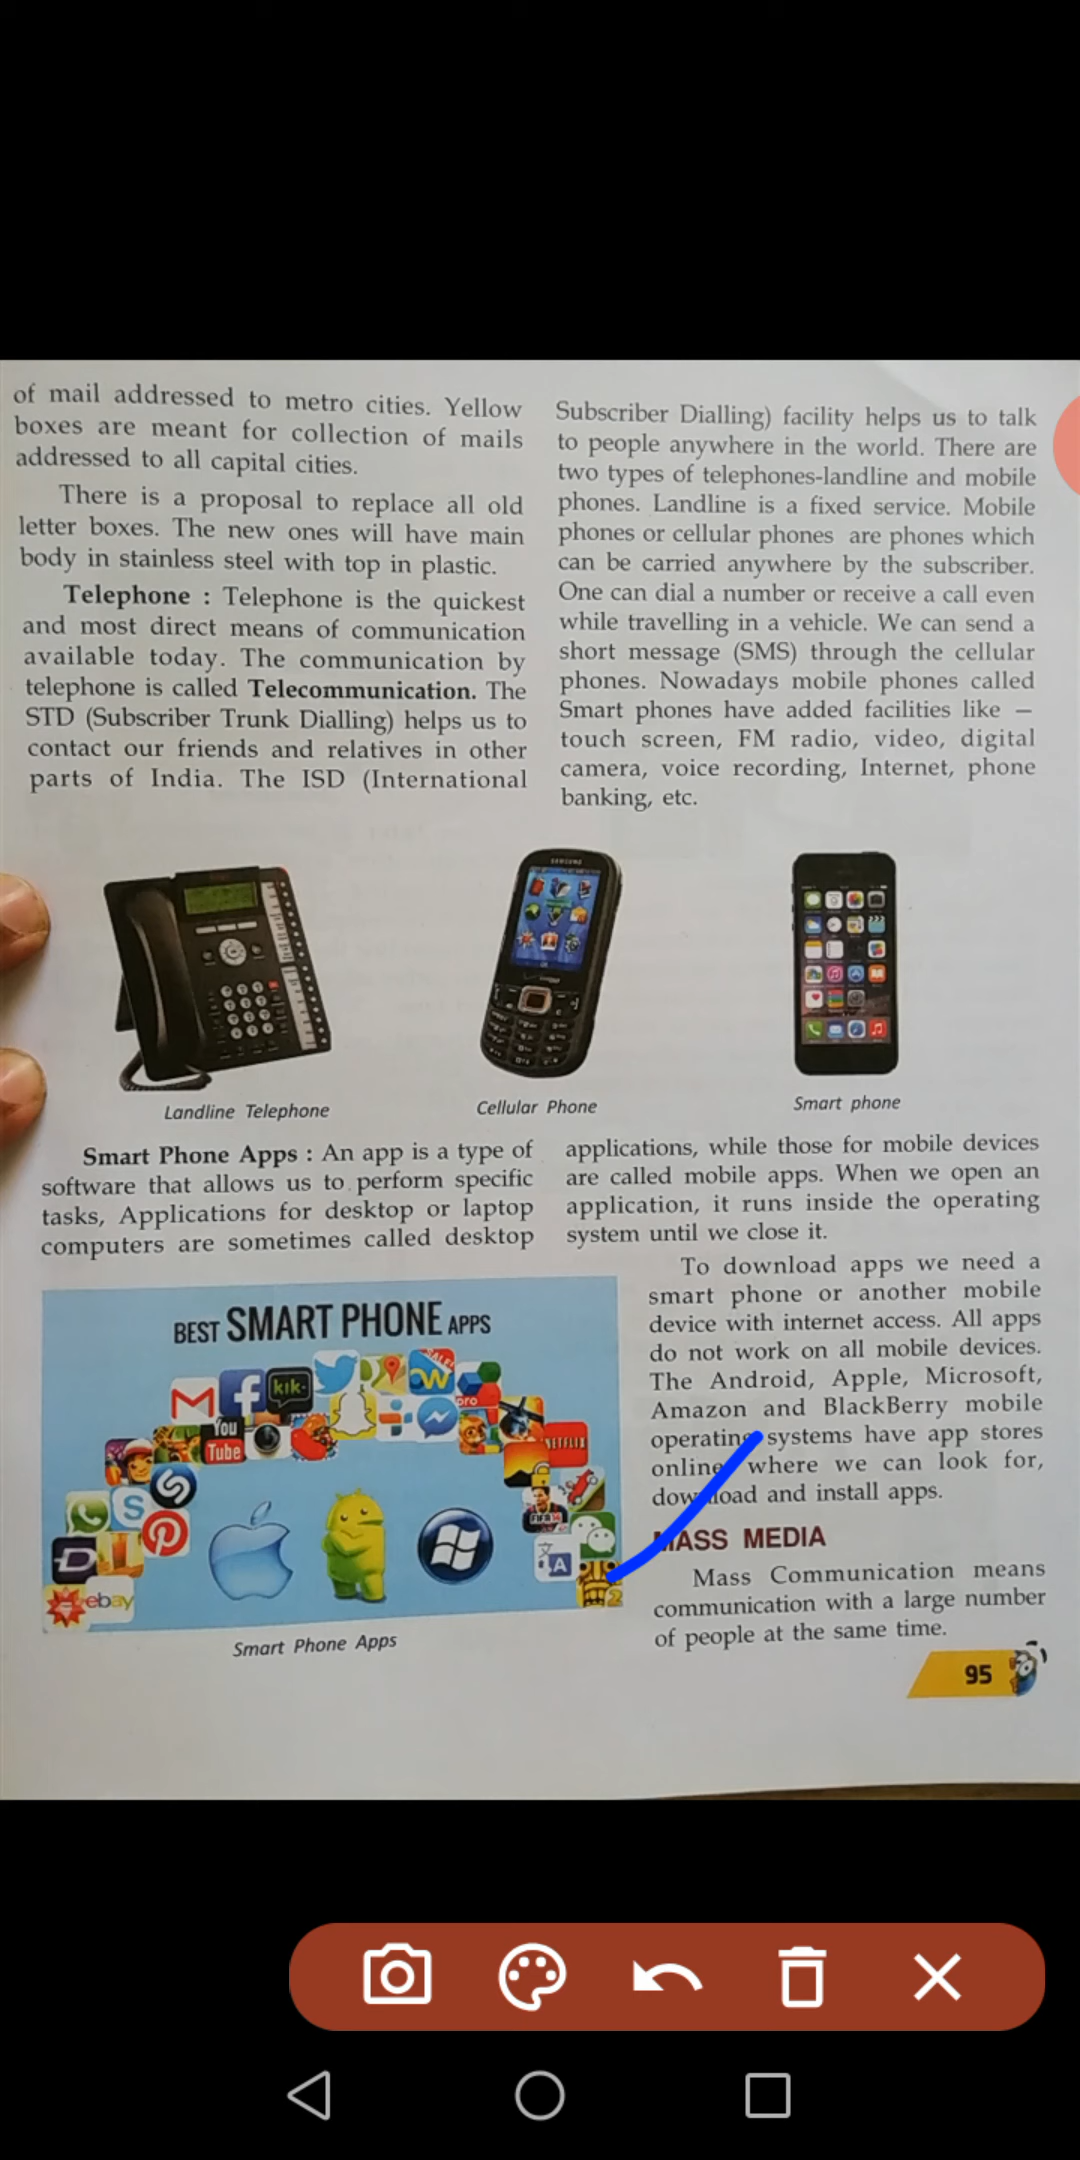 of mail addressed to metro cities. Yellow
boxes are meant for collection of mails
addressed to all capital cities.
There is a proposal to replace all old
letter boxes. The new ones will have main
body in stainless steel with top in plastic.
Telephone : Telephone is the quickest
and most direct means of communication
available today. The communication by
telephone is called Telecommunication. The
STD (Subscriber Trunk Dialling) helps us to
contact our friends and relatives in other
parts of India. The ISD (International
Subscriber Dialling) facility helps us to talk
to people anywhere in the world. There are
two types of telephones-landline and mobile
phones. Landline is a fixed service. Mobile
phones or cellular phones are phones which
can be carried anywhere by the subscriber.
One can dial a number or receive a call even
while travelling in a vehicle. We can send a
short message (SMS) through the cellular
phones. Nowadays mobile phones called
Smart phones have added facilities like —
touch screen, FM radio, video, digital
camera, voice recording, Internet, phone
banking, etc.
SAMSUNG
Landline Telephone
Cellular Phone
Smart phone
Smart Phone Apps : An app is a type of
software that allows us to perform specific
tasks, Applications for desktop or laptop
computers are sometimes called desktop
applications, while those for mobile devices
are called mobile apps. When we open an
application, it runs inside the operating
system until we close it.
BEST SMART PHONE APPS
kik
pro
You
Tube
NETFLIX
FIFA 14
A
ebay
2
Smart Phone Apps
To download apps we need a
smart phone or another mobile
device with internet access. All apps
do not work on all mobile devices.
The Android, Apple, Microsoft,
Amazon and BlackBerry mobile
operating systems have app stores
online where we can look for,
download and install apps.
MASS MEDIA
Mass Communication means
communication with a large number
of people at the same time.
95